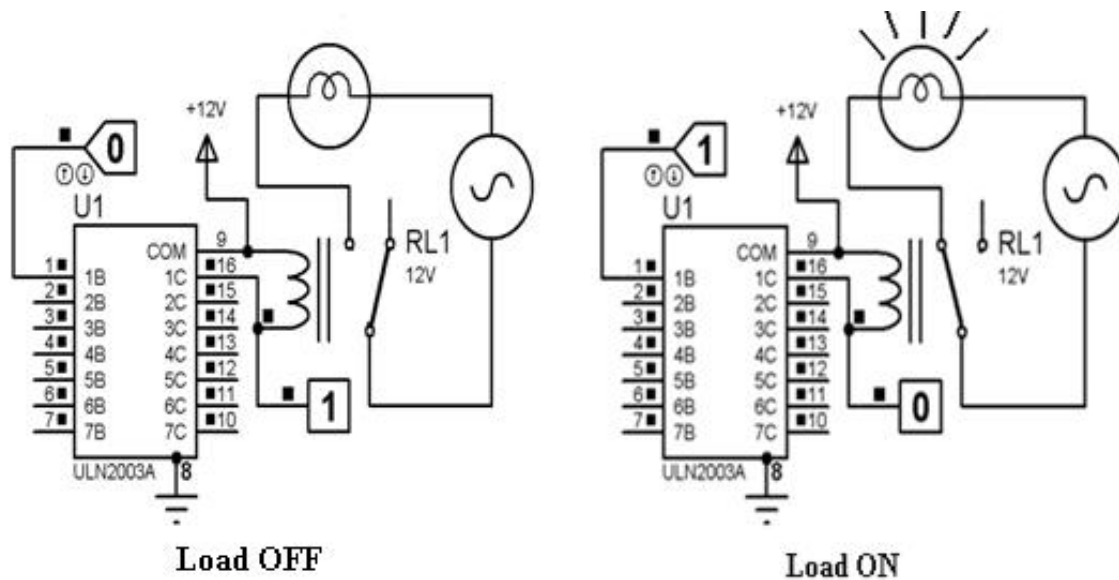 +12V
0
U1
COM 9
1 1B 1C 16
2 2B 2C 15
3 3B 3C 14
4 4B 4C 13
5 5B 5C 12
6 6B 6C 11
7 7B 7C 10
ULN2003A 8
RL1
12V
1
Load OFF
+12V
1
U1
COM 9
1 1B 1C 16
2 2B 2C 15
3 3B 3C 14
4 4B 4C 13
5 5B 5C 12
6 6B 6C 11
7 7B 7C 10
ULN2003A 8
RL1
12V
0
Load ON